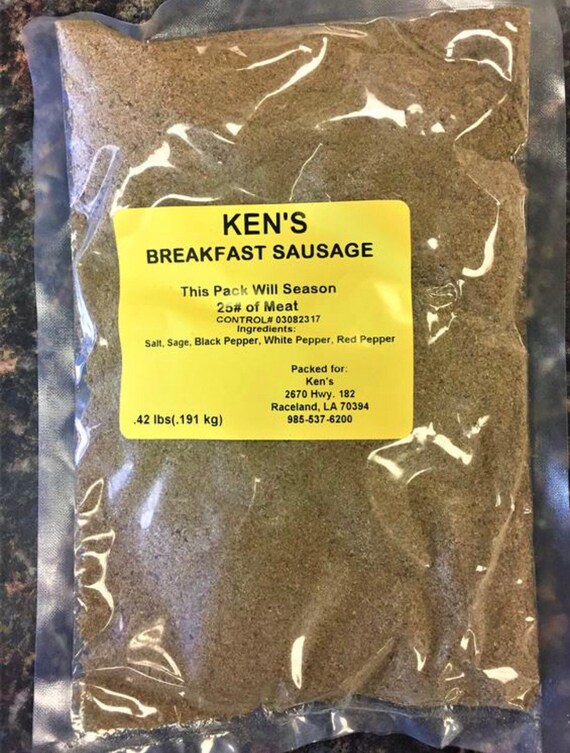 KEN'S
BREAKFAST SAUSAGE
This Pack Will Season
25# of Meat
CONTROL# 03082317
Ingredients:
Salt, Sage, Black Pepper, White Pepper, Red Pepper
Packed for:
Ken's
2670 Hwy. 182
Raceland, LA 70394
.42 lbs(.191 kg)
985-537-6200